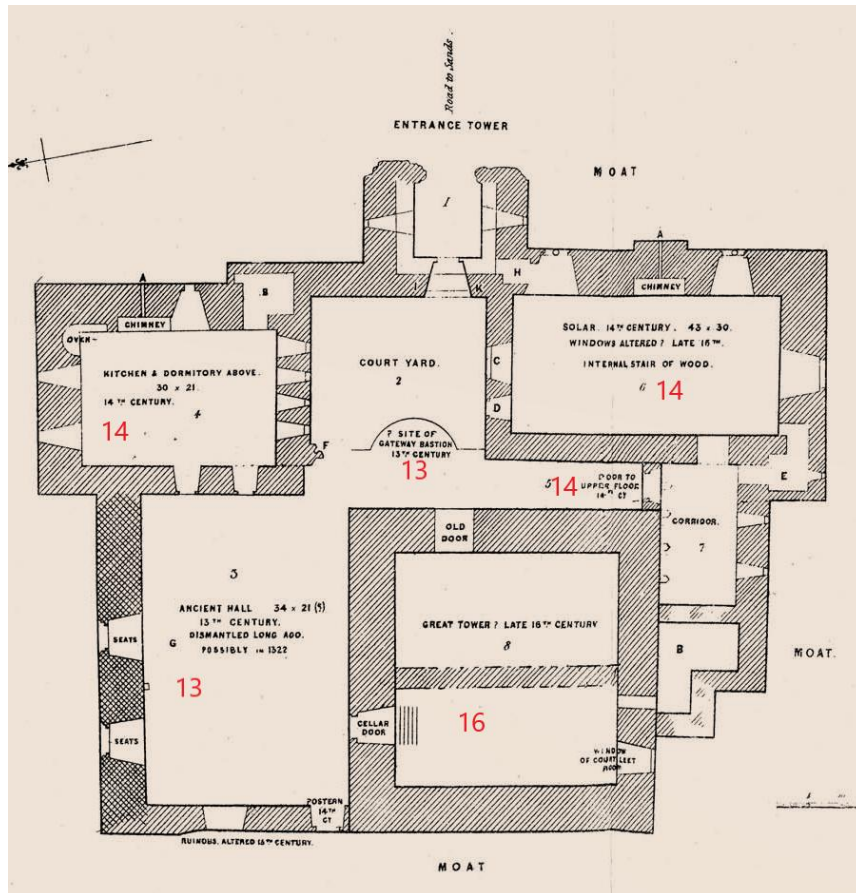 Road to Sands.
ENTRANCE TOWER
MOAT
1
A
A
B
H
I
K
CHIMNEY
CHIMNEY
OVEN
SOLAR. 14TH CENTURY. 43 x 30.
WINDOWS ALTERED? LATE 16TH.
INTERNAL STAIR OF WOOD.
6
14
COURT YARD.
2
C
D
KITCHEN & DORMITORY ABOVE.
30 x 21.
14TH CENTURY.
4
14
F
? SITE OF
GATEWAY BASTION
13TH CENTURY
13
5
14
DOOR TO
UPPER FLOOR
14TH CT
E
CORRIDOR.
7
OLD
DOOR
3
ANCIENT HALL 34 x 21 (?)
13TH CENTURY.
DISMANTLED LONG AGO.
POSSIBLY IN 1322
G
13
SEATS
SEATS
GREAT TOWER? LATE 16TH CENTURY
8
16
B
MOAT.
CELLAR
DOOR
WINDOW
OF COURT LEET
ROOM
POSTERN
14TH
CT
RUINOUS. ALTERED 15TH CENTURY.
MOAT